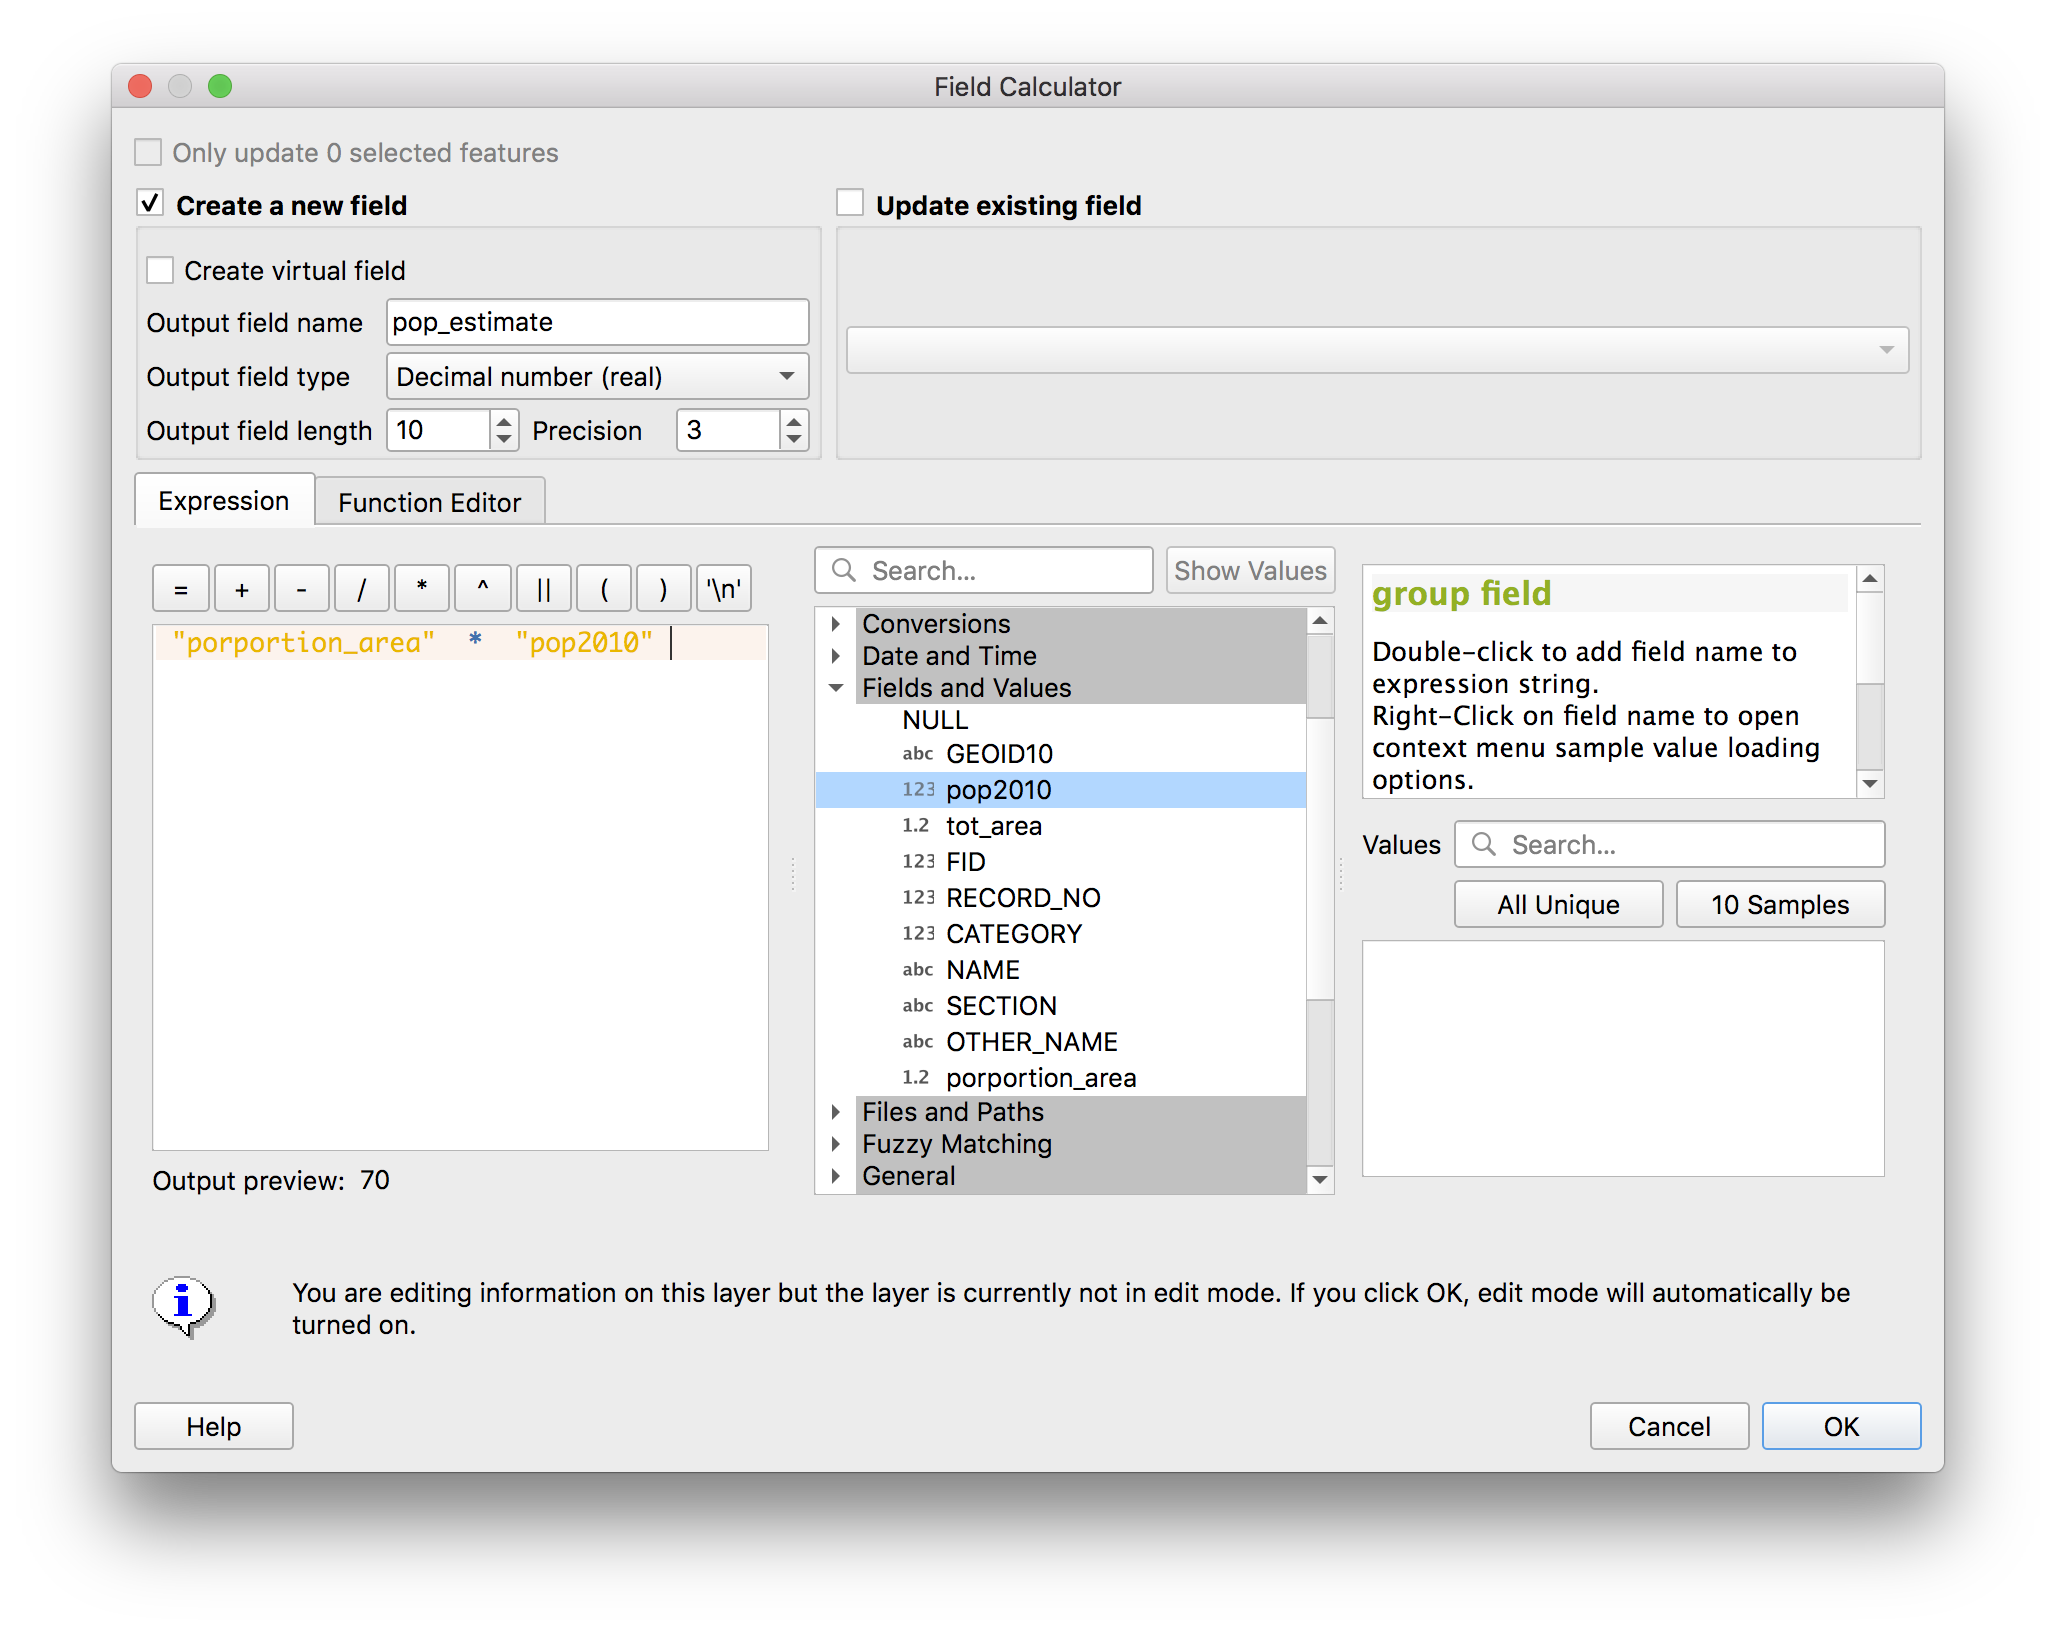 Field Calculator
Only update 0 selected features
Create a new field
Update existing field
Create virtual field
Output field name pop_estimate
Output field type Decimal number (real)
Output field length 10 Precision 3
Expression Function Editor
= + - / * ^ || ( ) '\n'
"porportion_area" * "pop2010"
Output preview: 70
Search... Show Values
Conversions
Date and Time
Fields and Values
NULL
abc GEOID10
123 pop2010
1.2 tot_area
123 FID
123 RECORD_NO
123 CATEGORY
abc NAME
abc SECTION
abc OTHER_NAME
1.2 porportion_area
Files and Paths
Fuzzy Matching
General
group field
Double-click to add field name to
expression string.
Right-Click on field name to open
context menu sample value loading
options.
Values Search...
All Unique 10 Samples
You are editing information on this layer but the layer is currently not in edit mode. If you click OK, edit mode will automatically be
turned on.
Help Cancel OK